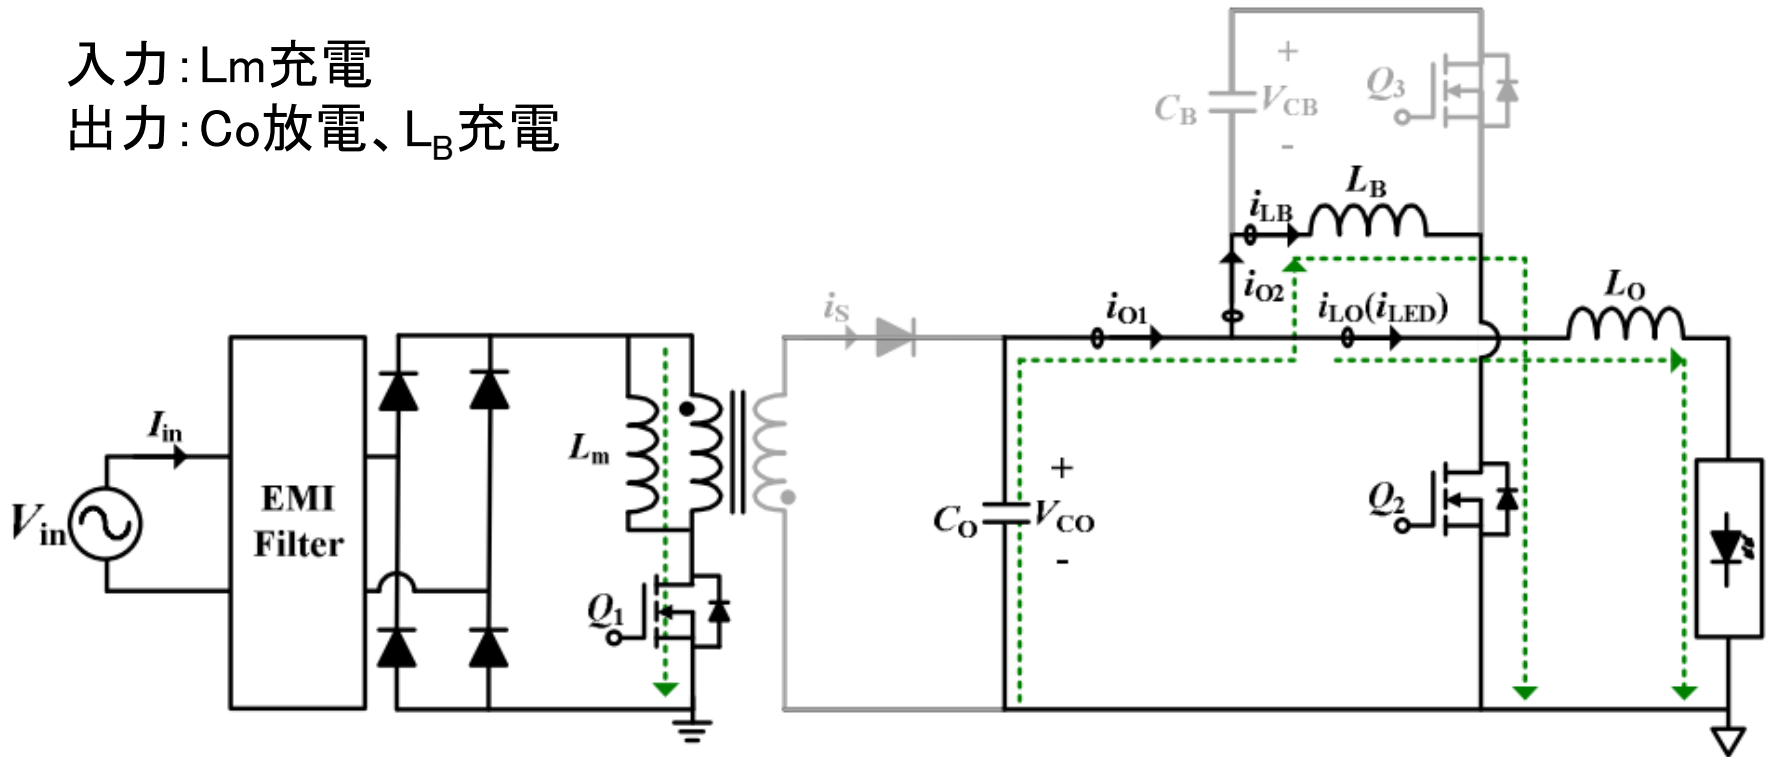 入力：Lm充電
出力：Co放電、LB充電
Q3
CB
+
VCB
-
LB
iLB
iO2
iS
iO1
iLO(iLED)
LO
Iin
Vin
EMI
Filter
Lm
Q1
CO
+
VCO
-
Q2